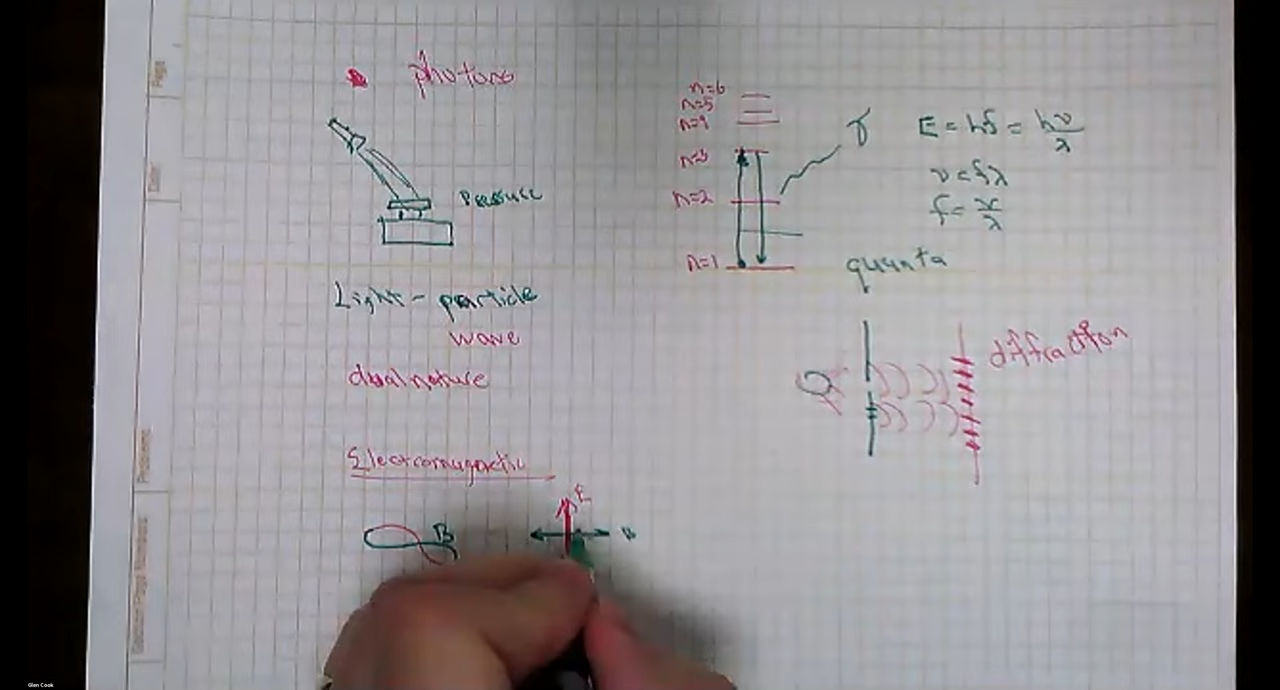 photons
Pressure
Light - particle
wave
dual nature
Electromagnetic
B
E
n=6
n=5
n=4
n=3
n=2
n=1
γ
E = hf = hv/λ
v = fλ
f = v/λ
quanta
diffraction
Glen Cook